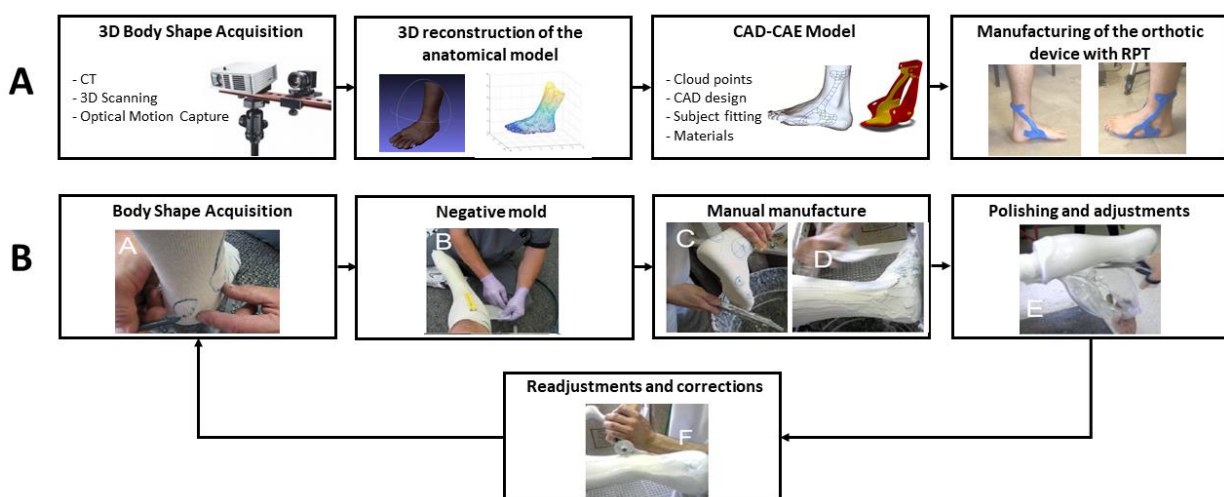 A
3D Body Shape Acquisition
- CT
- 3D Scanning
- Optical Motion Capture
3D reconstruction of the
anatomical model
CAD-CAE Model
- Cloud points
- CAD design
- Subject fitting
- Materials
Manufacturing of the orthotic
device with RPT
B
Body Shape Acquisition
A
Negative mold
B
Manual manufacture
C
D
Polishing and adjustments
E
Readjustments and corrections
F